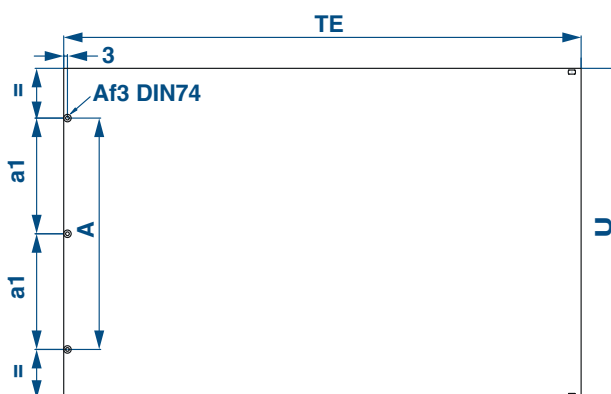 TE
3
=
Af3 DIN74
a1
A
U
a1
=